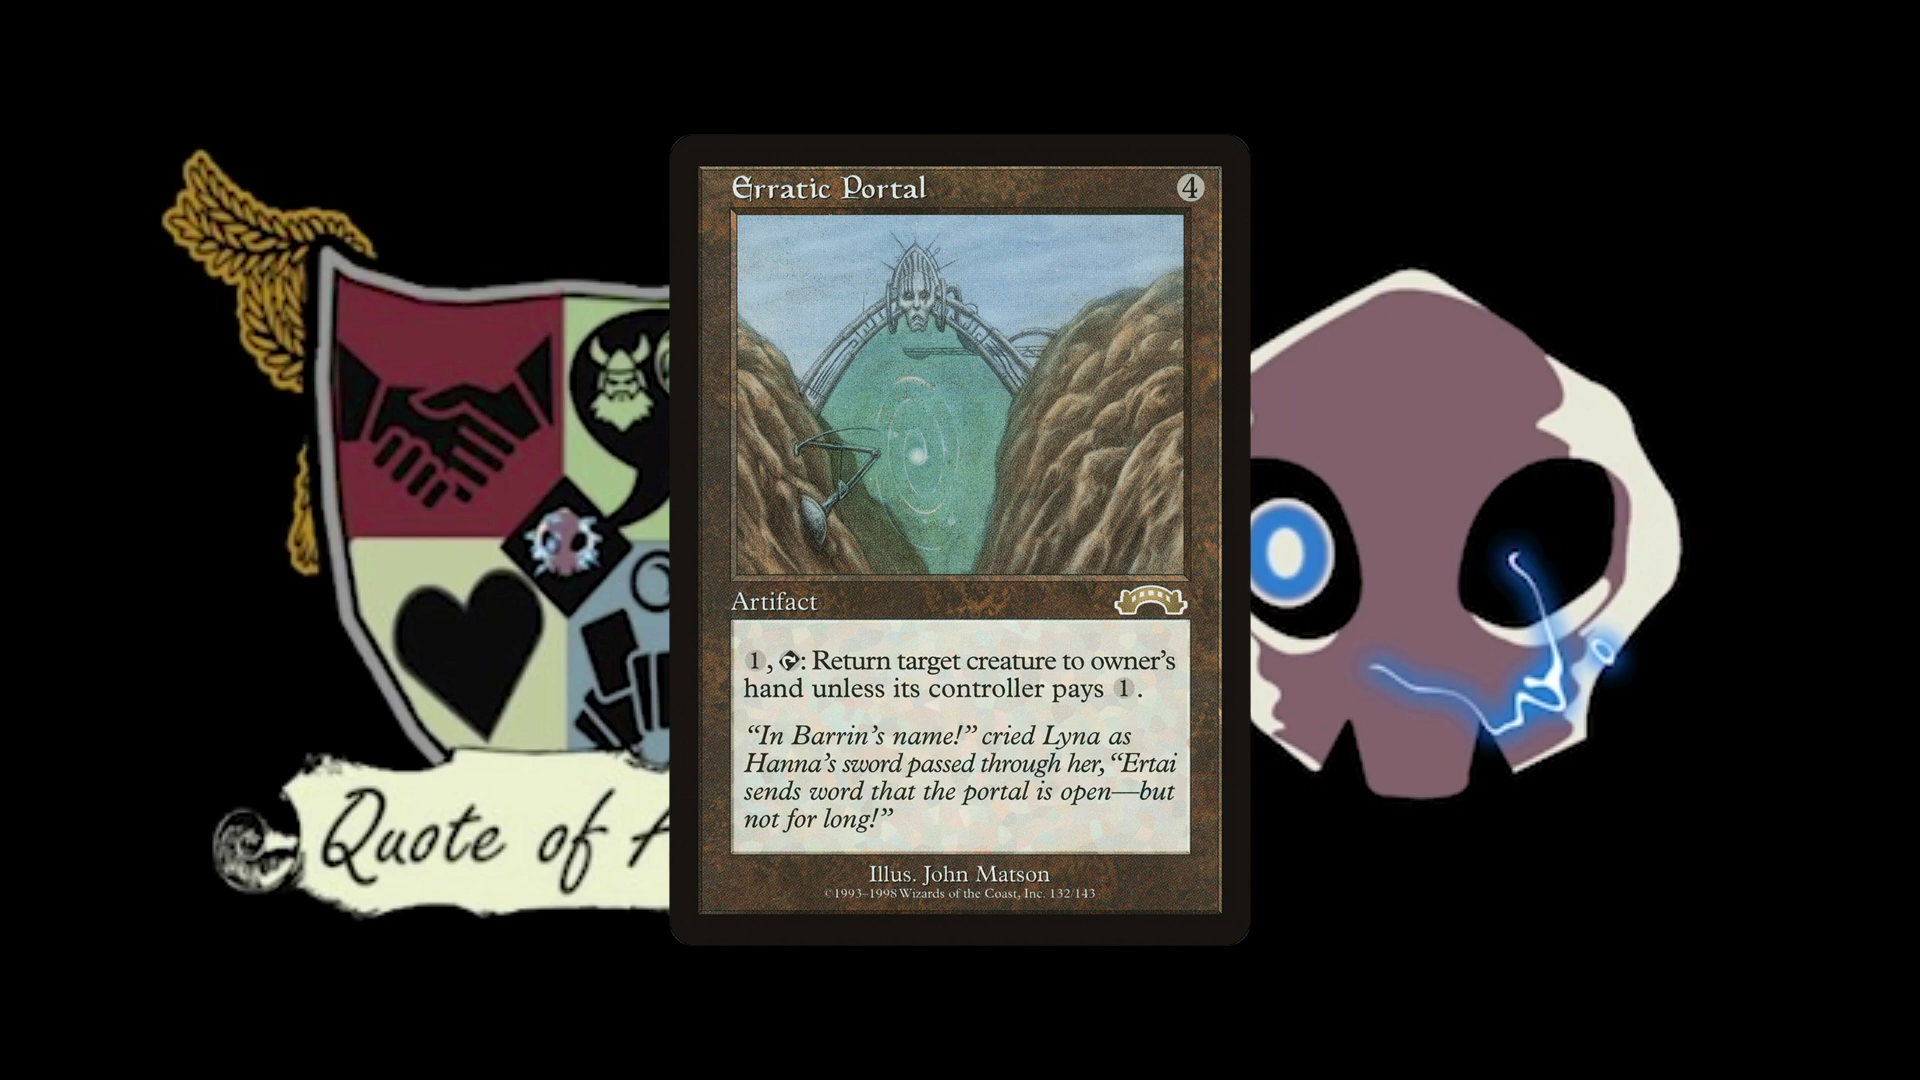 Erratic Portal
4
Artifact
1, : Return target creature to owner's
hand unless its controller pays 1.
"In Barrin's name!" cried Lyna as
Hanna's sword passed through her, "Ertai
sends word that the portal is open—but
not for long!"
Illus. John Matson
©1993–1998 Wizards of the Coast, Inc. 132/143
Quote of